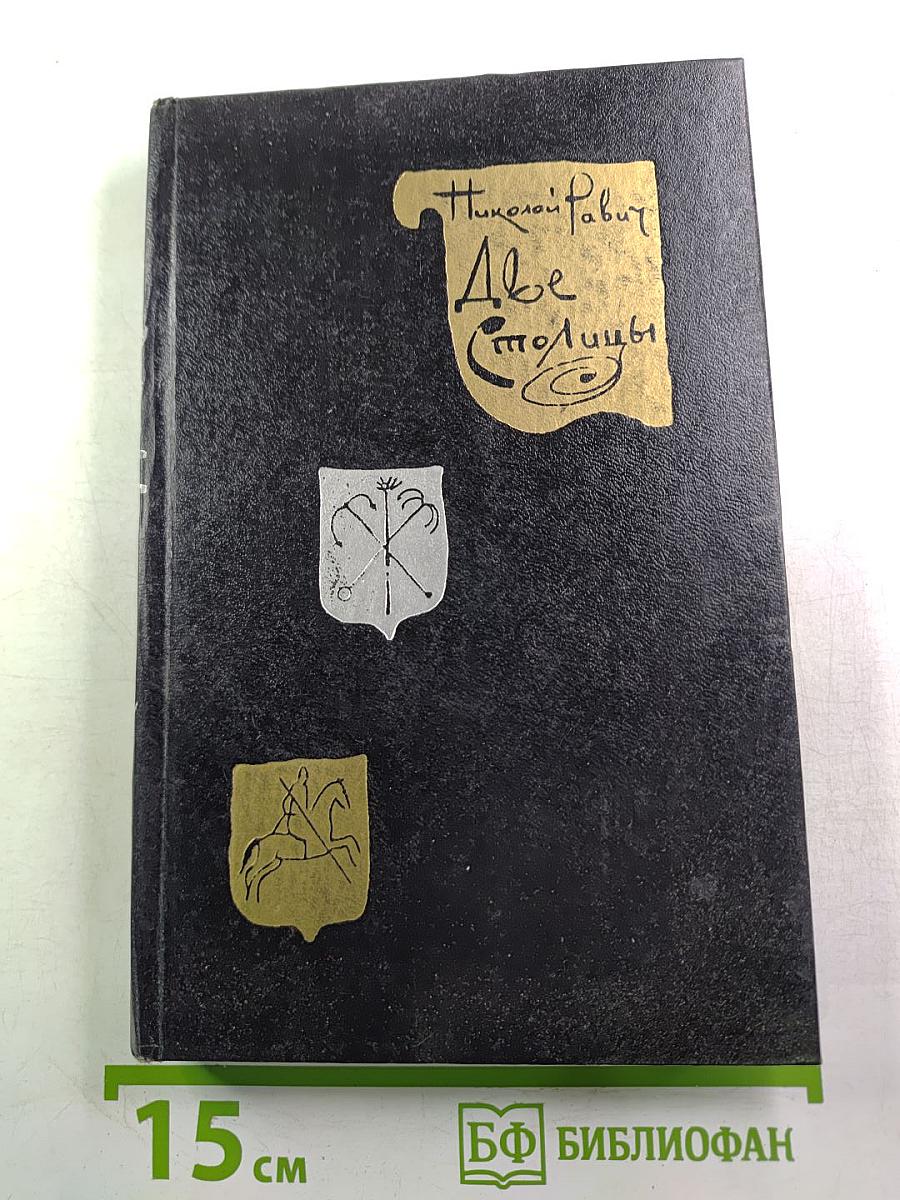 Николай Равич
Две
Столицы
15 см
БФ БИБЛИОФАН